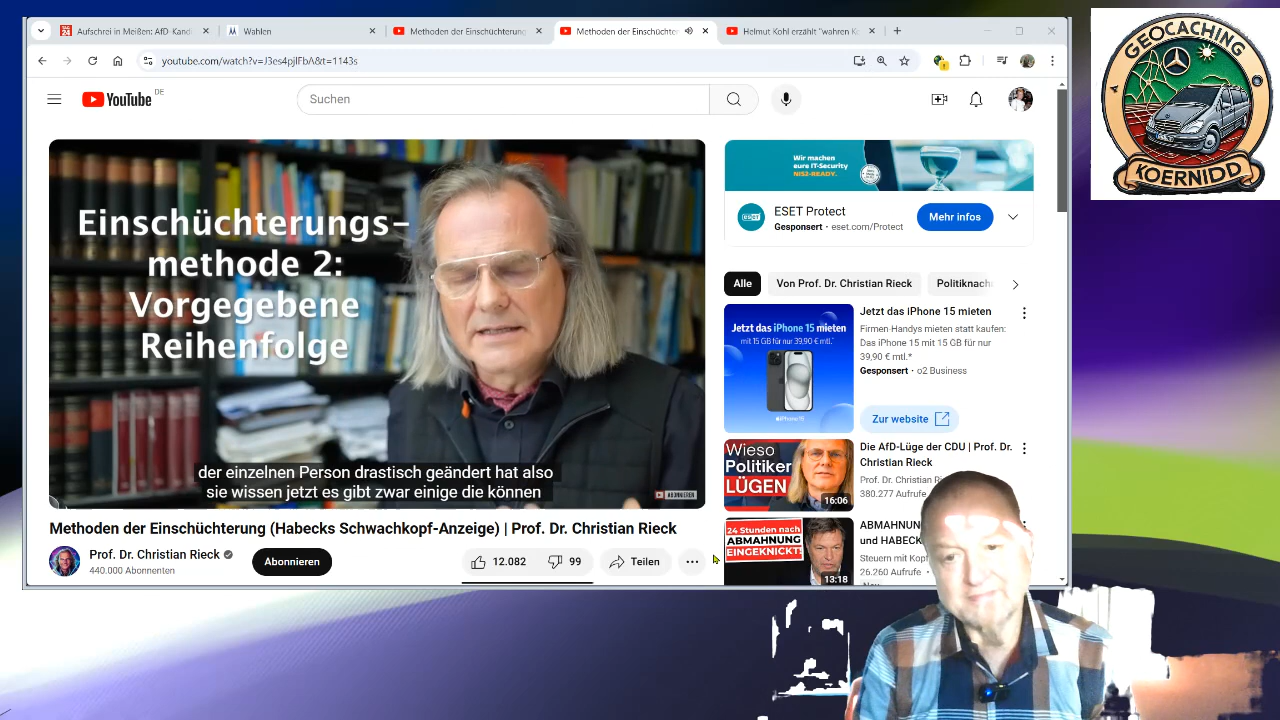 Aufschrei in Meißen: AfD-Kand
Wahlen
Methoden der Einschüchterung
Methoden der Einschüchter
Helmut Kohl erzählt "wahren K
youtube.com/watch?v=J3es4pjlFbA&t=1143s
YouTube DE
Suchen
Einschüchterungs-
methode 2:
Vorgegebene
Reihenfolge
der einzelnen Person drastisch geändert hat also
sie wissen jetzt es gibt zwar einige die können
ABONNIEREN
Methoden der Einschüchterung (Habecks Schwachkopf-Anzeige) | Prof. Dr. Christian Rieck
Prof. Dr. Christian Rieck
440.000 Abonnenten
Abonnieren
12.082
99
Teilen
Wir machen
eure IT-Security
NIS2-READY.
eset
ESET Protect
Gesponsert · eset.com/Protect
Mehr infos
Alle
Von Prof. Dr. Christian Rieck
Politiknach
Jetzt das iPhone 15 mieten
mit 15 GB für nur 39,90 € mtl.*
iPhone 15
Jetzt das iPhone 15 mieten
Firmen-Handys mieten statt kaufen:
Das iPhone 15 mit 15 GB für nur
39,90 € mtl.*
Gesponsert · o2 Business
Zur website
Wieso
Politiker
LÜGEN
16:06
Die AfD-Lüge der CDU | Prof. Dr.
Christian Rieck
Prof. Dr. Christian R
380.277 Aufrufe
24 Stunden nach
ABMAHNUNG
EINGEKNICKT!
13:18
ABMAHNUN
und HABECK
Steuern mit Kopf
26.260 Aufrufe
Neu
GEOCACHING
KOERNIDD